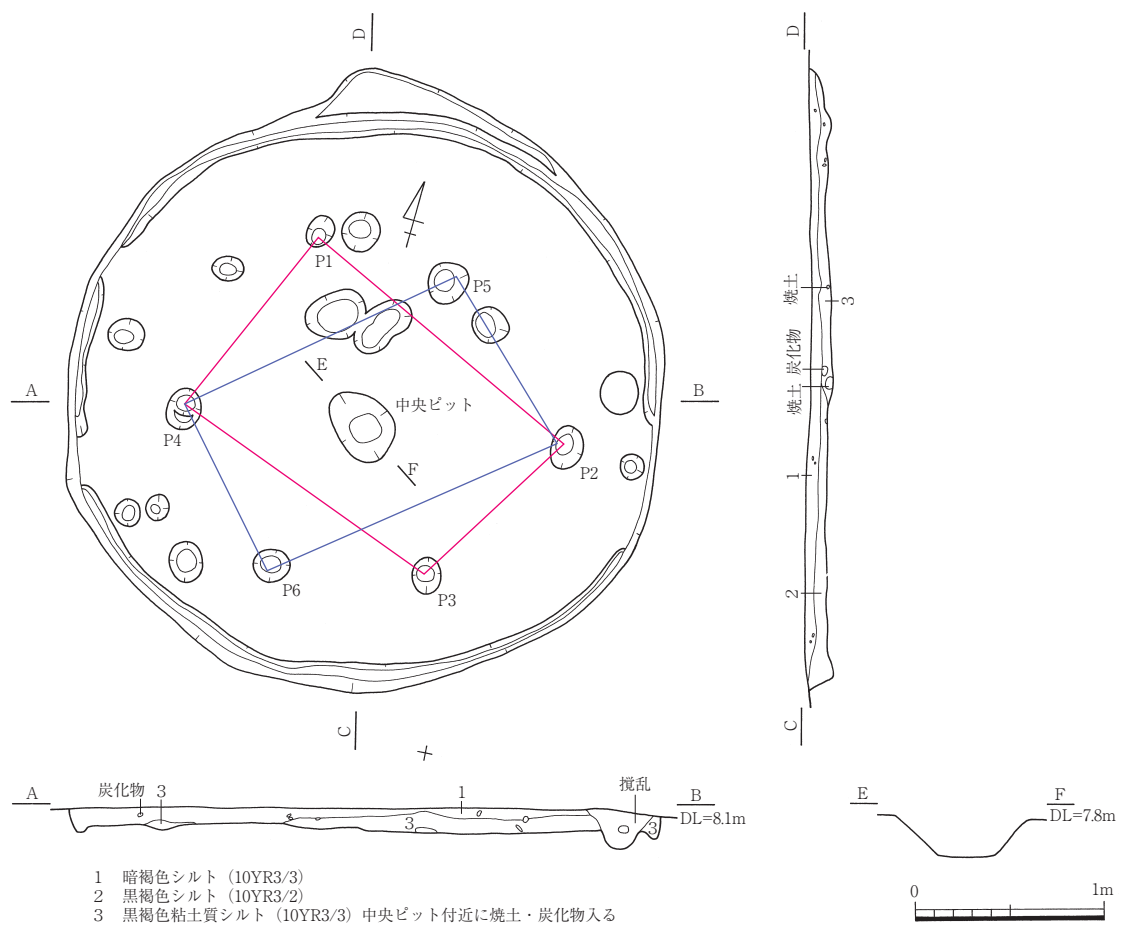 D
D
P1
P5
焼土
3
E
炭化物
A
B
中央ピット
焼土
P4
F
P2
1
P6
P3
2
C
C
A
炭化物
3
1
撹乱
B
DL=8.1m
3
3
E
F
DL=7.8m
1 暗褐色シルト（10YR3/3）
2 黒褐色シルト（10YR3/2）
3 黒褐色粘土質シルト（10YR3/3）中央ピット付近に焼土・炭化物入る
0
1m